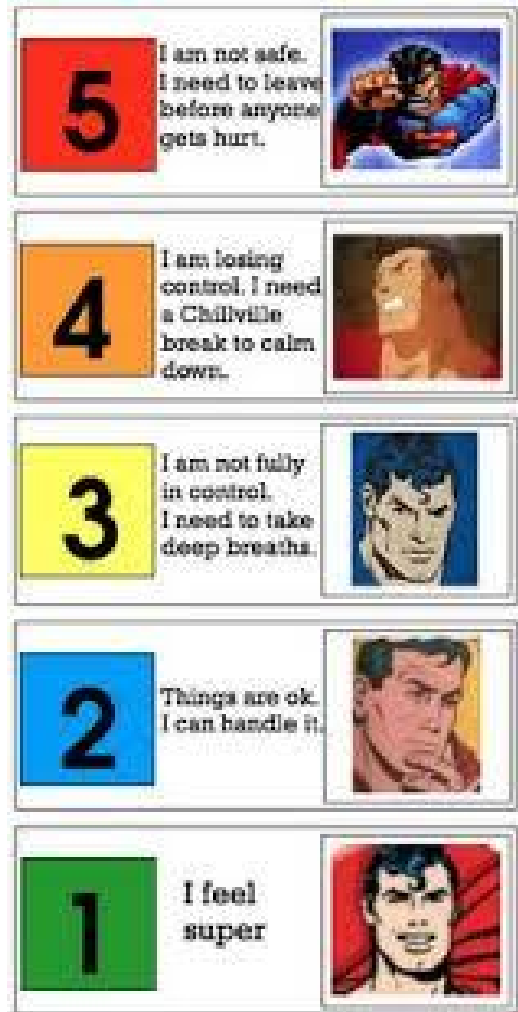 5
I am not safe.
I need to leave
before anyone
gets hurt.
4
I am losing
control. I need
a Chillville
break to calm
down.
3
I am not fully
in control.
I need to take
deep breaths.
2
Things are ok.
I can handle it.
1
I feel
super